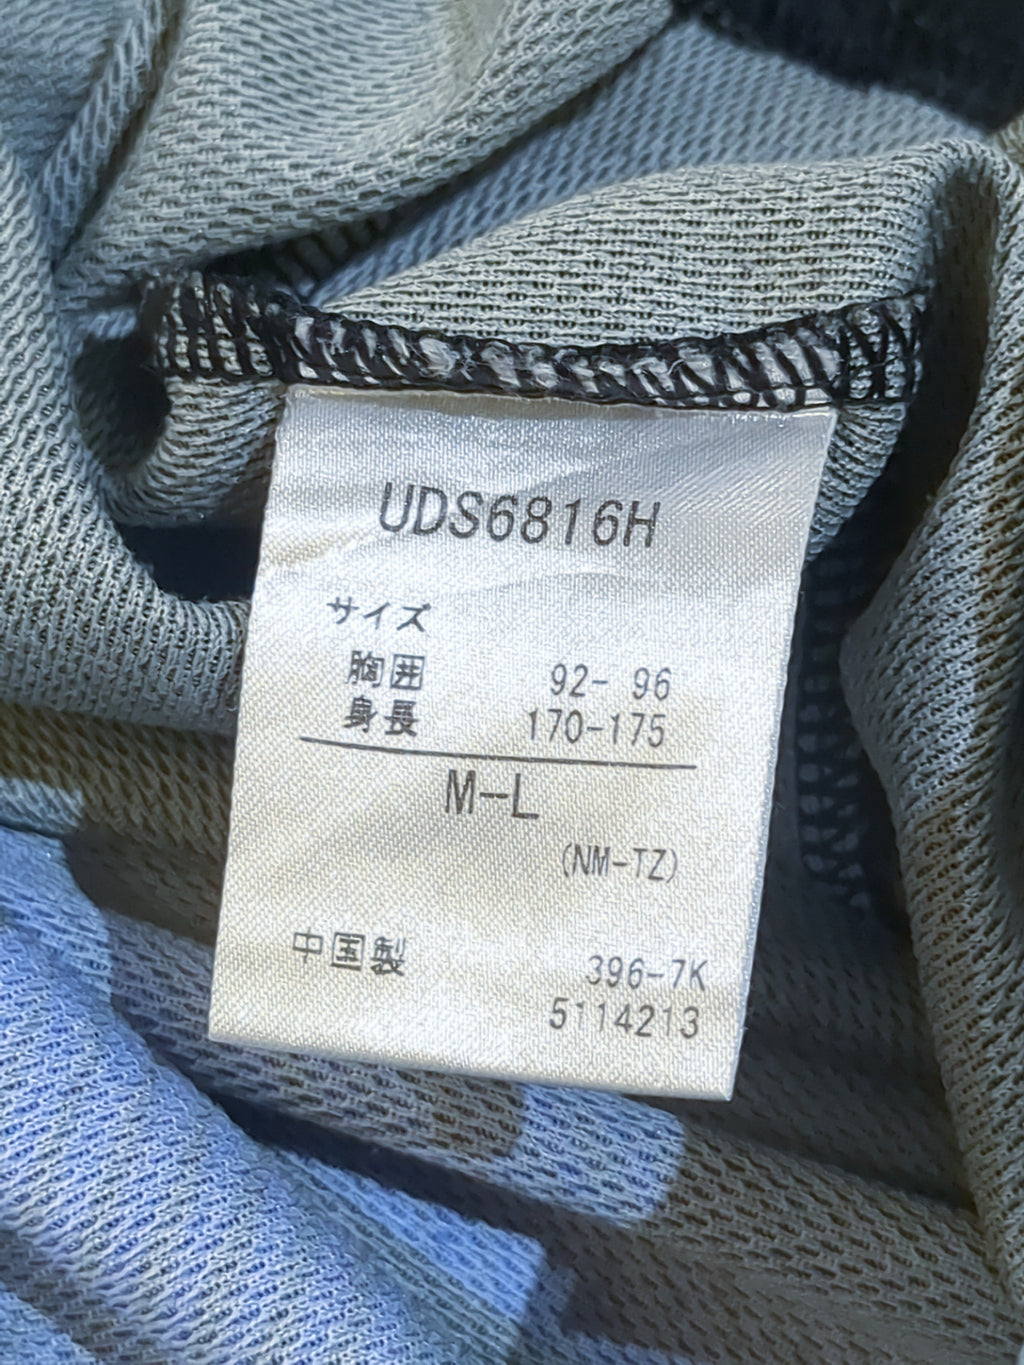 UDS6816H
サイズ
胸囲 92- 96
身長 170-175
M-L
(NM-TZ)
中国製 396-7K
5114213